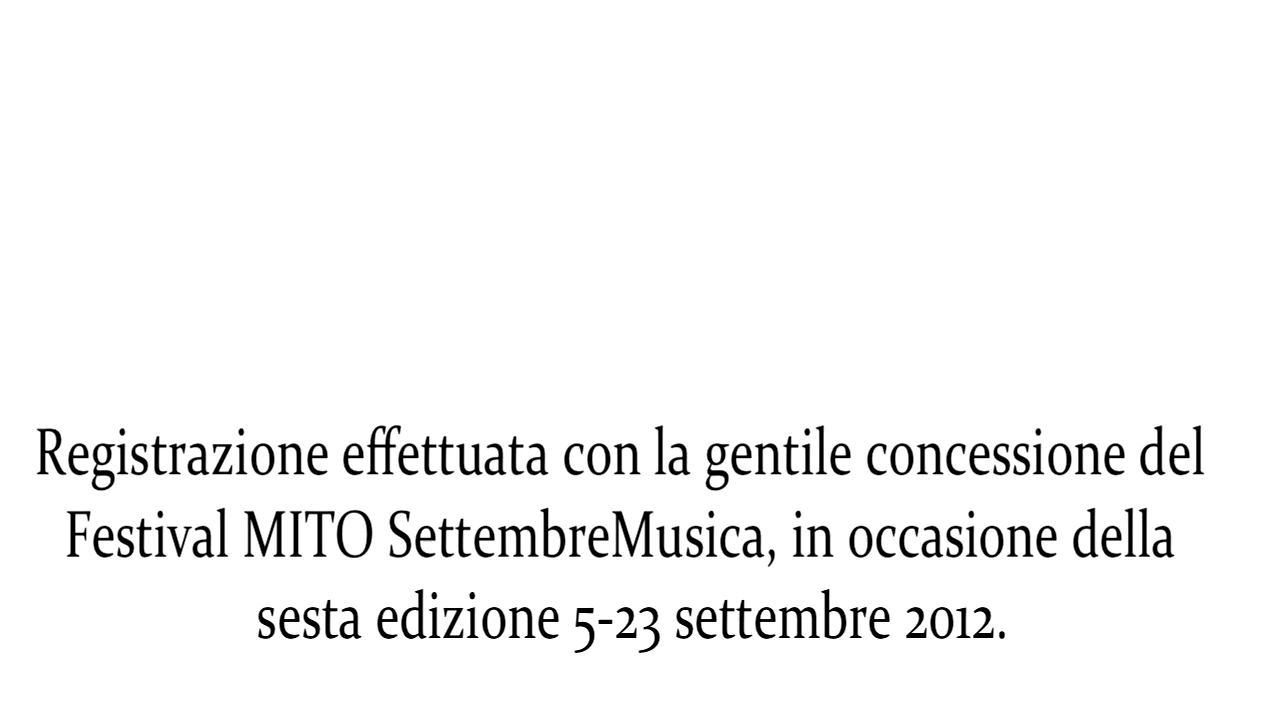 Registrazione effettuata con la gentile concessione del
Festival MITO SettembreMusica, in occasione della
sesta edizione 5-23 settembre 2012.